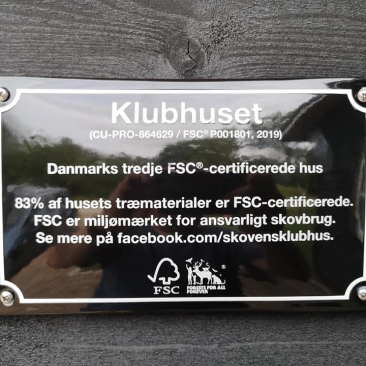 Klubhuset
(CU-PRO-864629 / FSC® P001801, 2019)
Danmarks tredje FSC®-certificerede hus
83% af husets træmaterialer er FSC-certificerede.
FSC er miljømærket for ansvarligt skovbrug.
Se mere på facebook.com/skovensklubhus.
FSC
FORESTS FOR ALL
FOREVER